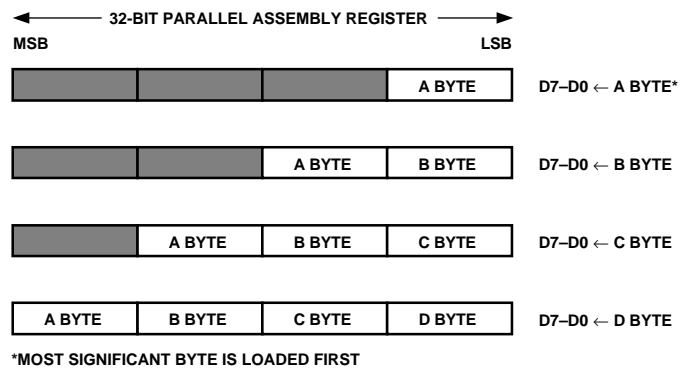 32-BIT PARALLEL ASSEMBLY REGISTER
MSB LSB
A BYTE D7–D0 ← A BYTE*
A BYTE B BYTE D7–D0 ← B BYTE
A BYTE B BYTE C BYTE D7–D0 ← C BYTE
A BYTE B BYTE C BYTE D BYTE D7–D0 ← D BYTE
*MOST SIGNIFICANT BYTE IS LOADED FIRST